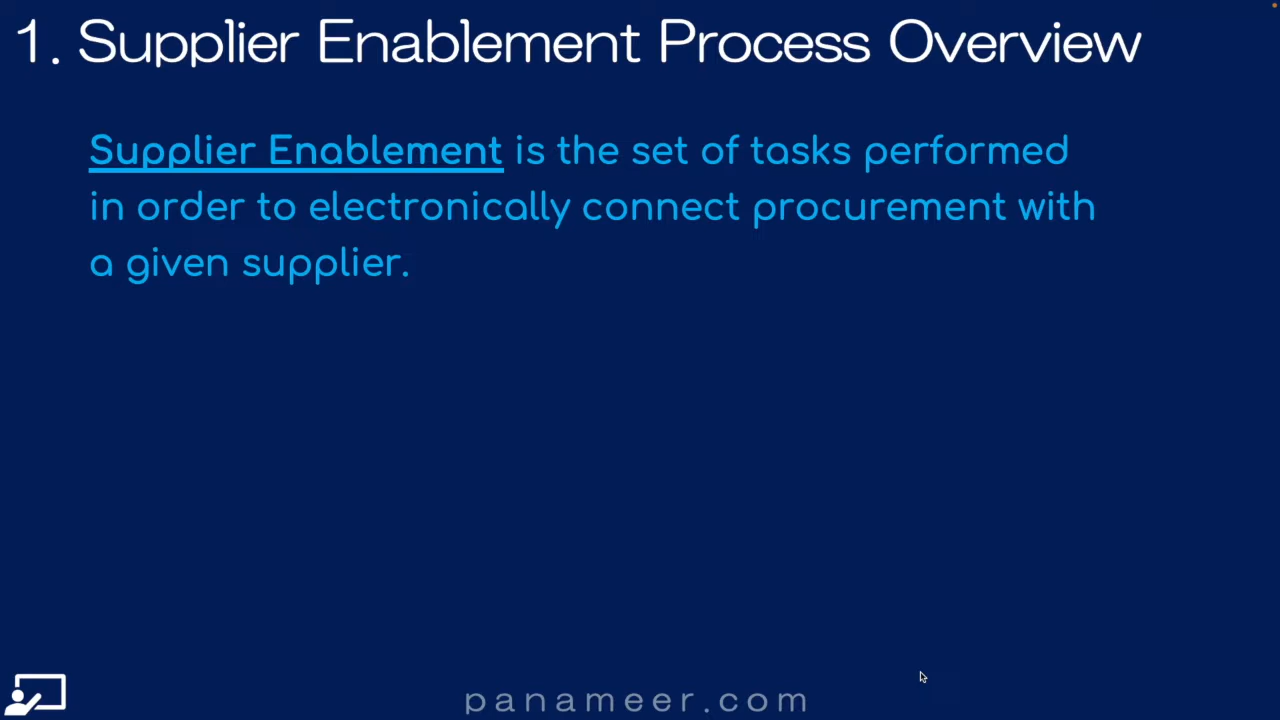 1. Supplier Enablement Process Overview
Supplier Enablement is the set of tasks performed
in order to electronically connect procurement with
a given supplier.
panameer.com